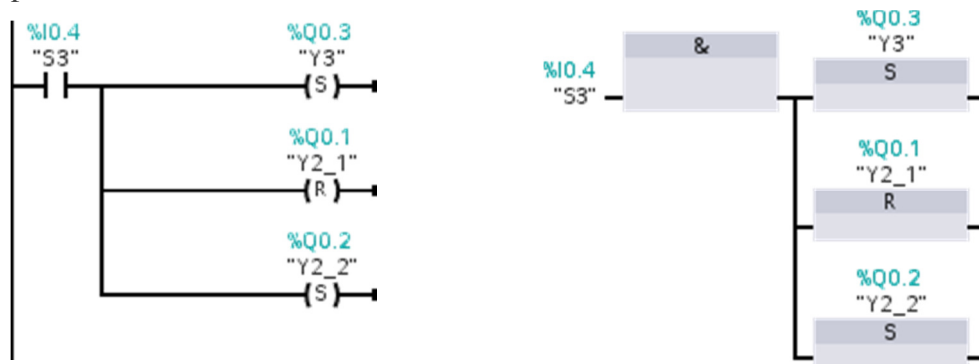 %I0.4
"S3"
%Q0.3
"Y3"
S
%Q0.1
"Y2_1"
R
%Q0.2
"Y2_2"
S
%I0.4
"S3"
&
%Q0.3
"Y3"
S
%Q0.1
"Y2_1"
R
%Q0.2
"Y2_2"
S